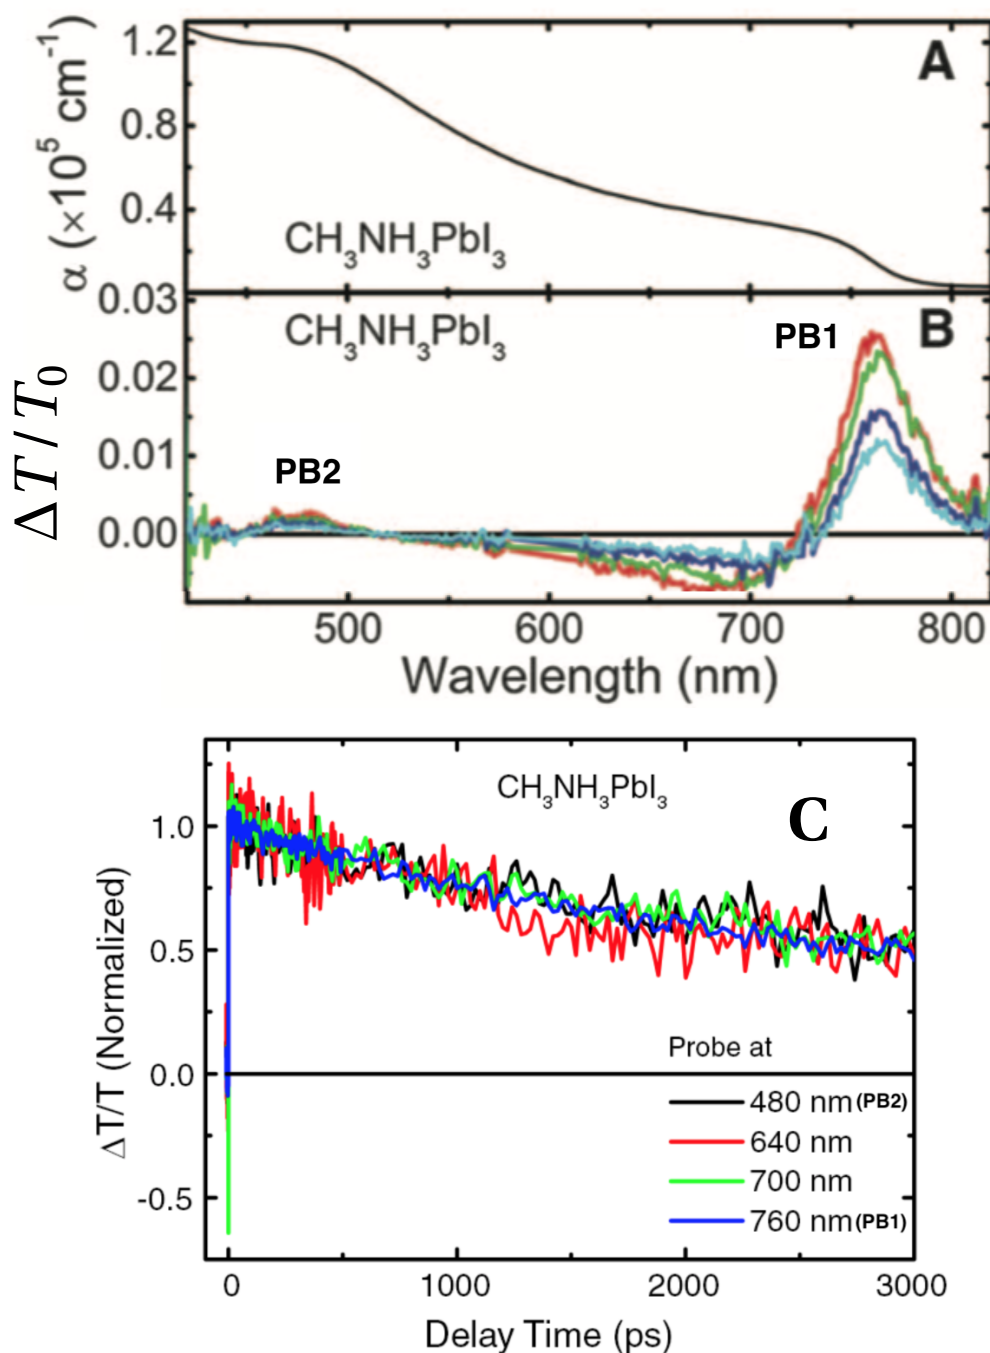 A
1.2
0.8
0.4
α (×10⁵ cm⁻¹)
CH₃NH₃PbI₃
B
0.03
0.02
0.01
0.00
ΔT / T₀
CH₃NH₃PbI₃
PB1
PB2
500 600 700 800
Wavelength (nm)
C
CH₃NH₃PbI₃
1.0
0.5
0.0
-0.5
ΔT/T (Normalized)
Probe at
480 nm (PB2)
640 nm
700 nm
760 nm (PB1)
0 1000 2000 3000
Delay Time (ps)